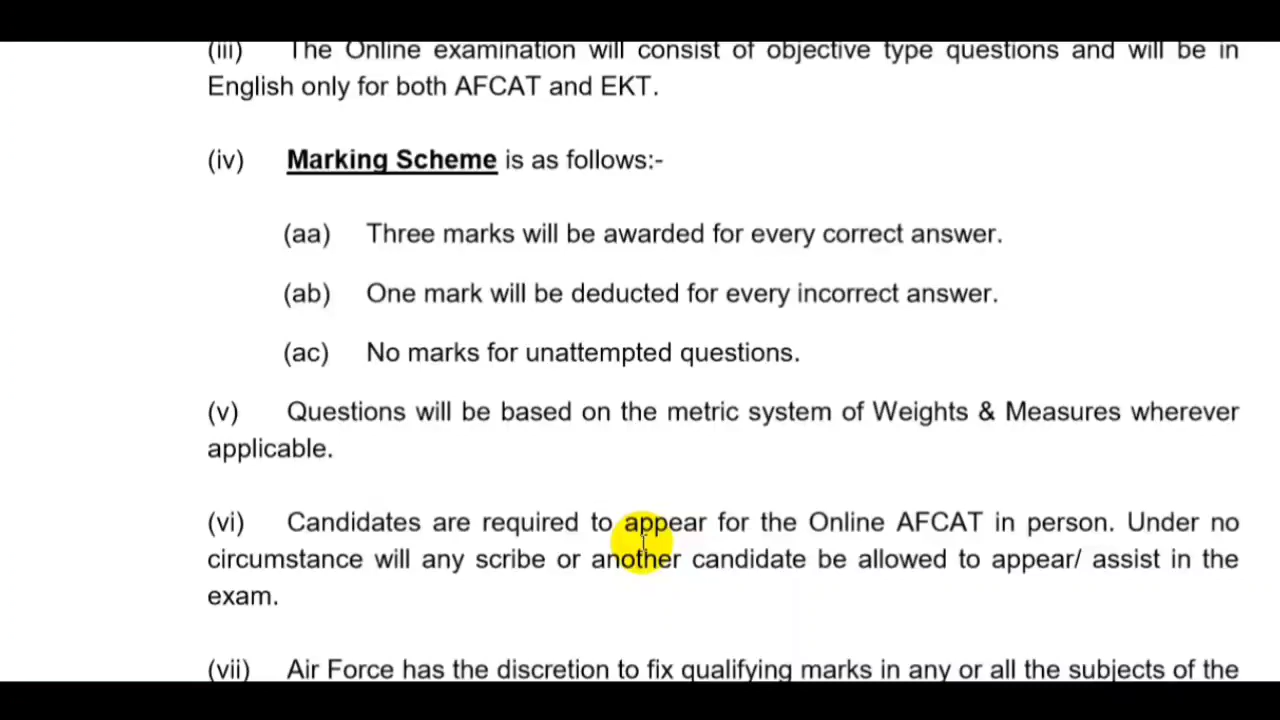 (iii) The Online examination will consist of objective type questions and will be in
English only for both AFCAT and EKT.
(iv) Marking Scheme is as follows:-
(aa) Three marks will be awarded for every correct answer.
(ab) One mark will be deducted for every incorrect answer.
(ac) No marks for unattempted questions.
(v) Questions will be based on the metric system of Weights & Measures wherever
applicable.
(vi) Candidates are required to appear for the Online AFCAT in person. Under no
circumstance will any scribe or another candidate be allowed to appear/ assist in the
exam.
(vii) Air Force has the discretion to fix qualifying marks in any or all the subjects of the